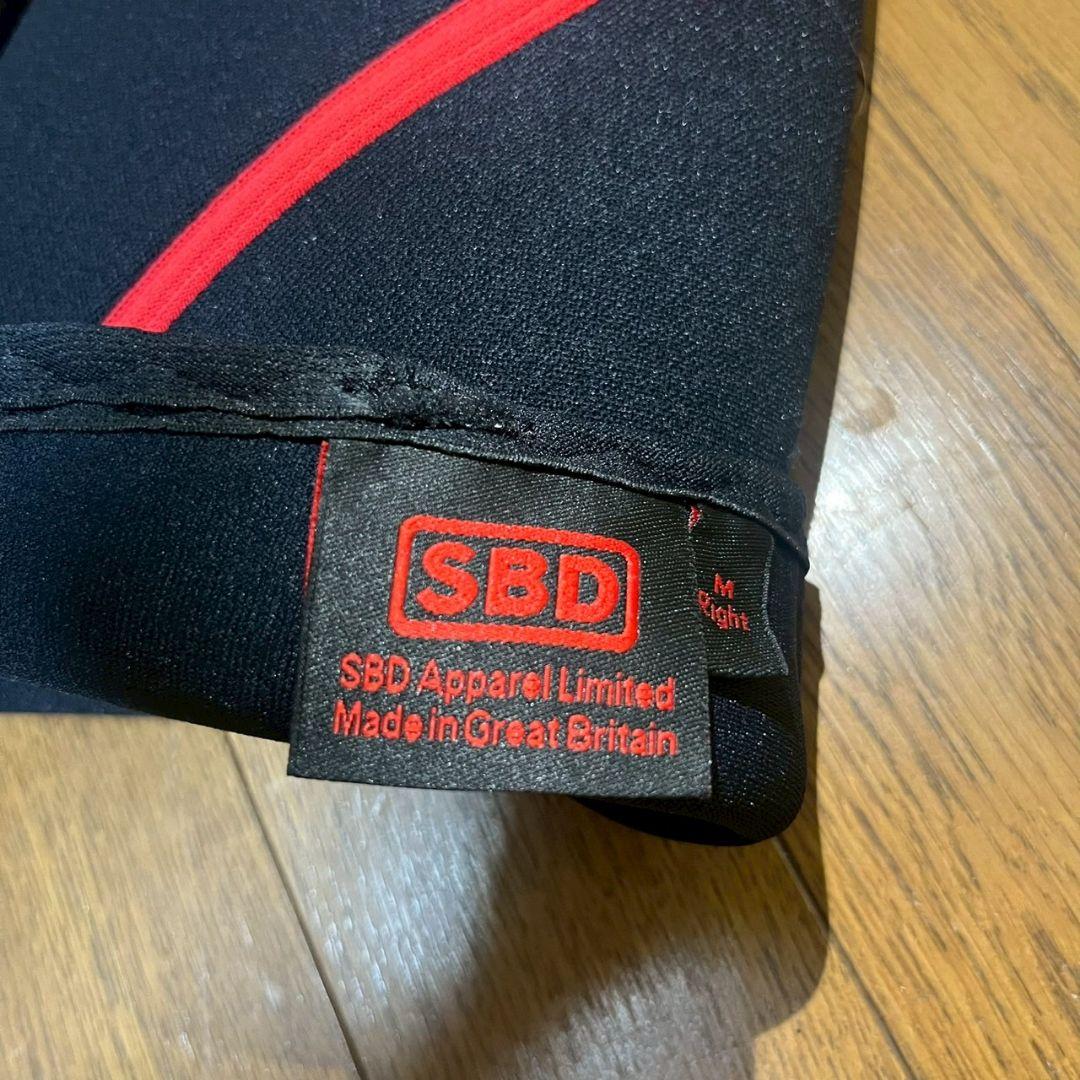 SBD
SBD Apparel Limited
Made in Great Britain
M
Right